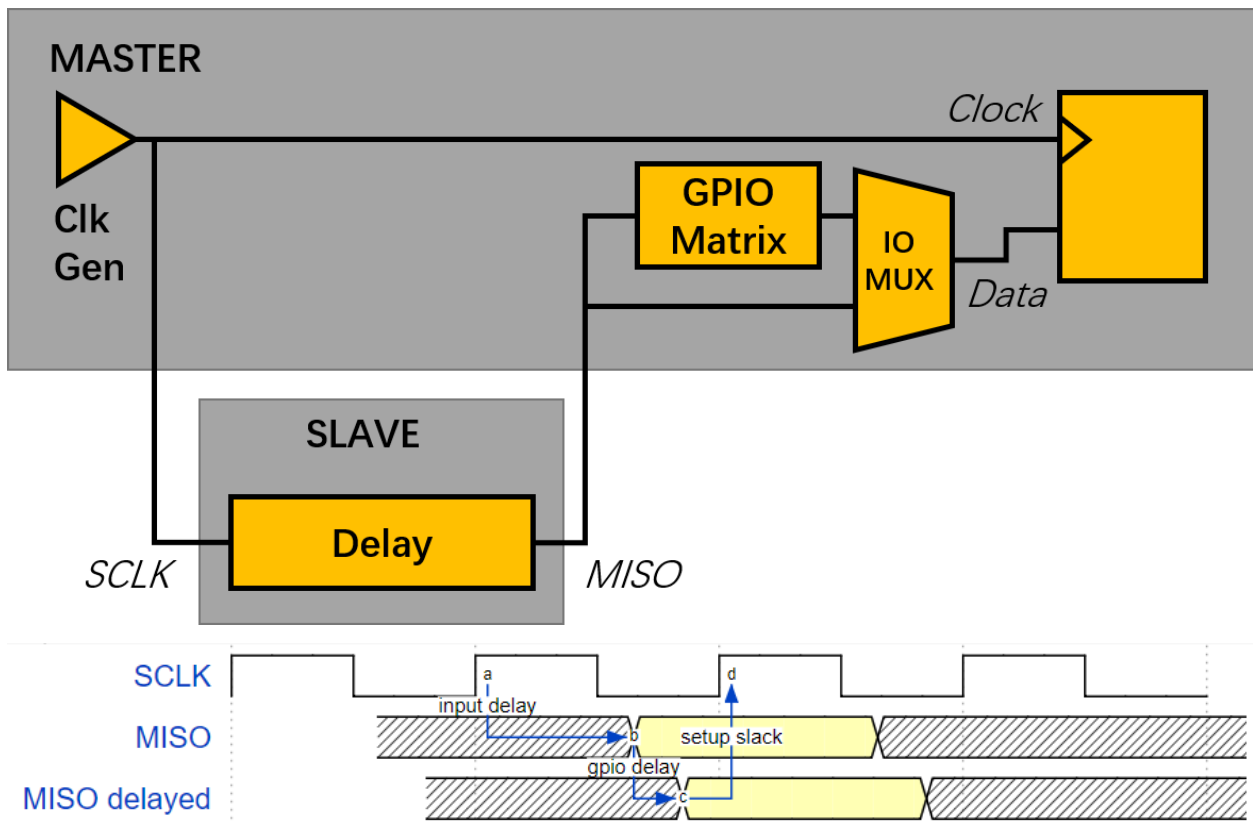 MASTER
Clock
Clk
Gen
GPIO
Matrix
IO
MUX
Data
SLAVE
Delay
SCLK
MISO
SCLK
a
d
input delay
MISO
b
setup slack
gpio delay
MISO delayed
c